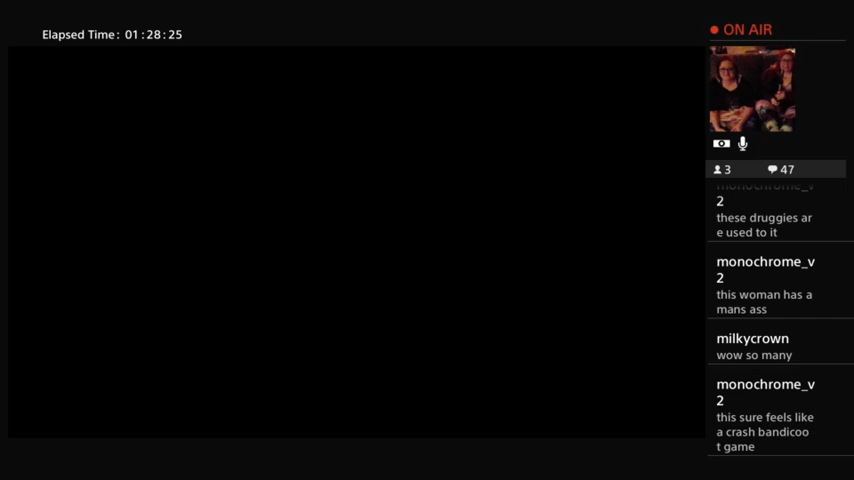 Elapsed Time: 01:28:25
ON AIR
3 47
monochrome_v
2
these druggies ar
e used to it
monochrome_v
2
this woman has a
mans ass
milkycrown
wow so many
monochrome_v
2
this sure feels like
a crash bandicoo
t game